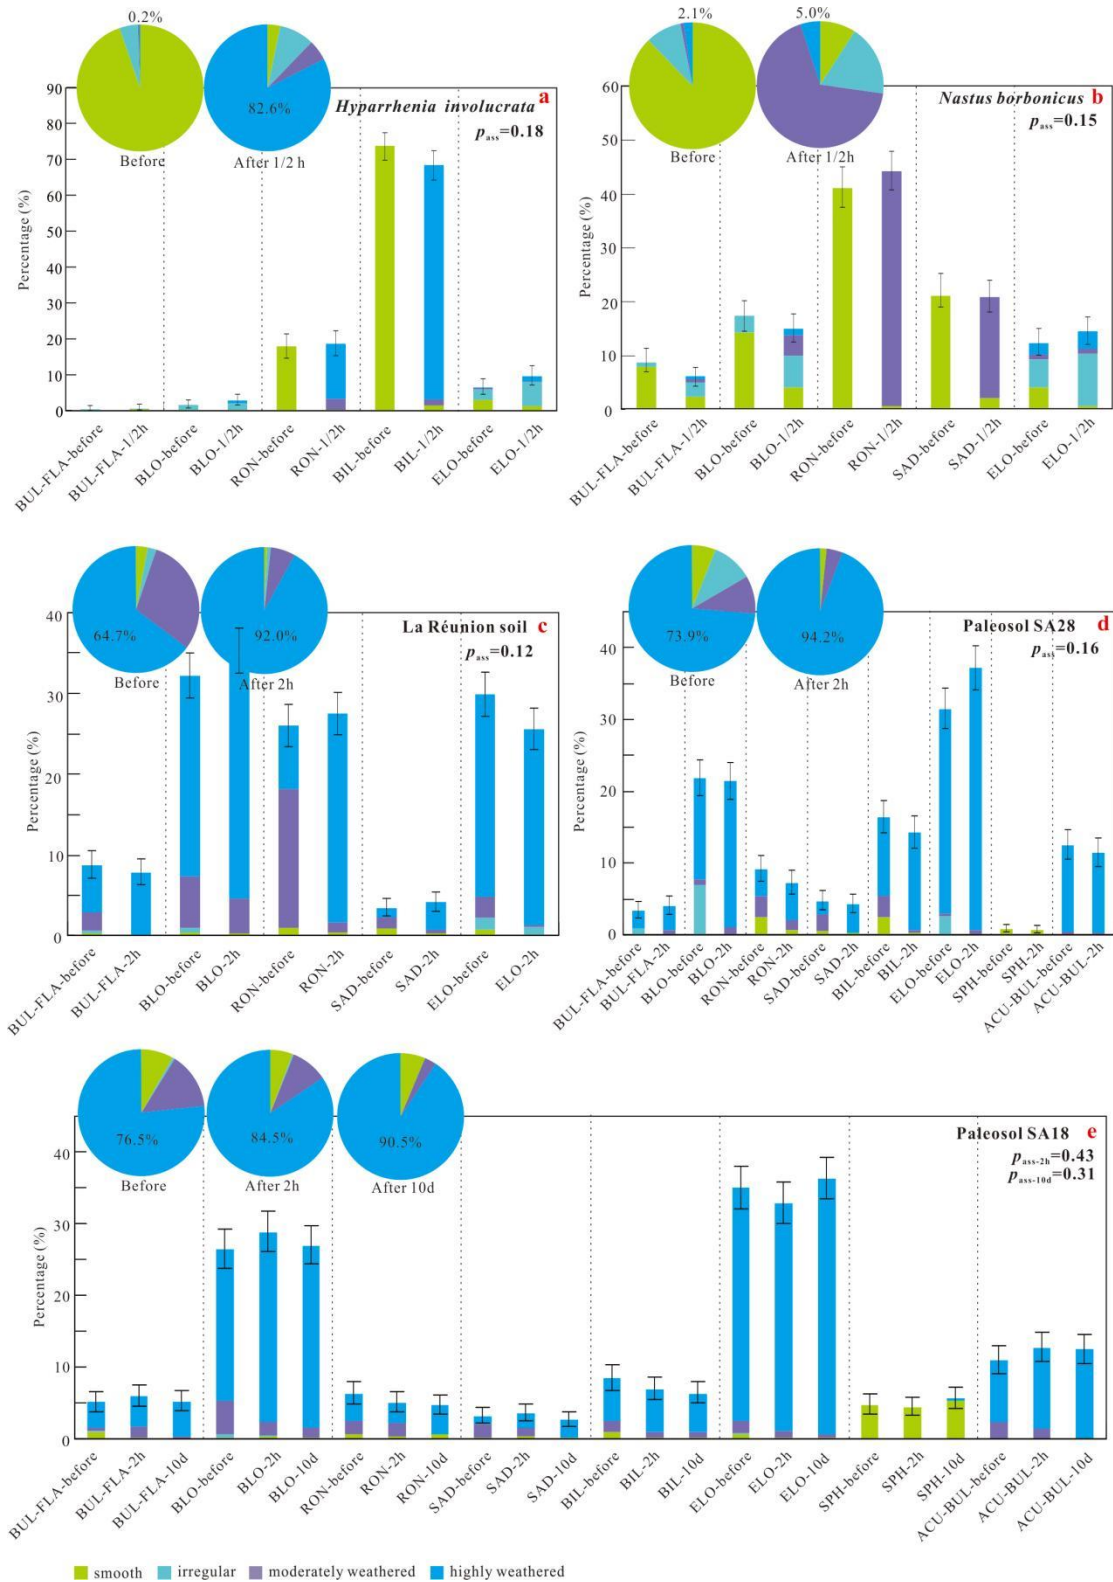 0.2%
82.6%
Before
After 1/2 h
Hyparrhenia involucrata
a
pass=0.18
Percentage (%)
90
80
70
60
50
40
30
20
10
0
BUL-FLA-before
BUL-FLA-1/2h
BLO-before
BLO-1/2h
RON-before
RON-1/2h
BIL-before
BIL-1/2h
ELO-before
ELO-1/2h
2.1%
5.0%
Before
After 1/2h
Nastus borbonicus
b
pass=0.15
Percentage (%)
60
50
40
30
20
10
0
BUL-FLA-before
BUL-FLA-1/2h
BLO-before
BLO-1/2h
RON-before
RON-1/2h
SAD-before
SAD-1/2h
ELO-before
ELO-1/2h
64.7%
92.0%
Before
After 2h
La Réunion soil
c
pass=0.12
Percentage (%)
40
30
20
10
0
BUL-FLA-before
BUL-FLA-2h
BLO-before
BLO-2h
RON-before
RON-2h
SAD-before
SAD-2h
ELO-before
ELO-2h
73.9%
94.2%
Before
After 2h
Paleosol SA28
d
pass=0.16
Percentage (%)
40
30
20
10
0
BUL-FLA-before
BUL-FLA-2h
BLO-before
BLO-2h
RON-before
RON-2h
SAD-before
SAD-2h
BIL-before
BIL-2h
ELO-before
ELO-2h
SPH-before
SPH-2h
ACU-BUL-before
ACU-BUL-2h
76.5%
84.5%
90.5%
Before
After 2h
After 10d
Paleosol SA18
e
pass-2h=0.43
pass-10d=0.31
Percentage (%)
40
30
20
10
0
BUL-FLA-before
BUL-FLA-2h
BUL-FLA-10d
BLO-before
BLO-2h
BLO-10d
RON-before
RON-2h
RON-10d
SAD-before
SAD-2h
SAD-10d
BIL-before
BIL-2h
BIL-10d
ELO-before
ELO-2h
ELO-10d
SPH-before
SPH-2h
SPH-10d
ACU-BUL-before
ACU-BUL-2h
ACU-BUL-10d
smooth
irregular
moderately weathered
highly weathered